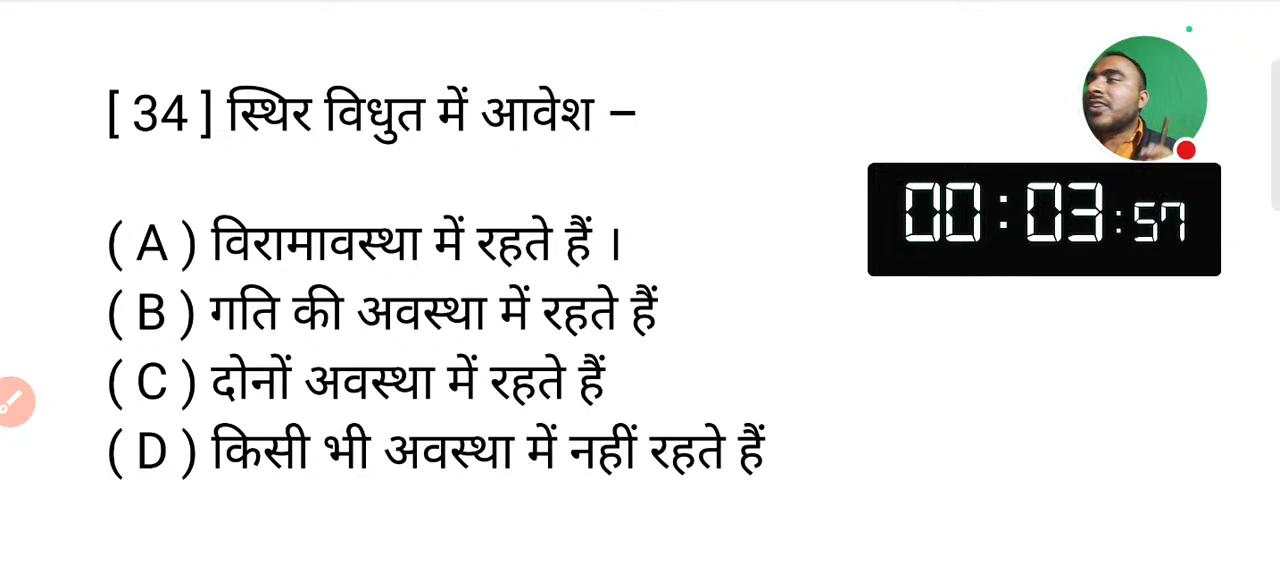 [ 34 ] स्थिर विधुत में आवेश –
00:03:57
( A ) विरामावस्था में रहते हैं ।
( B ) गति की अवस्था में रहते हैं
( C ) दोनों अवस्था में रहते हैं
( D ) किसी भी अवस्था में नहीं रहते हैं